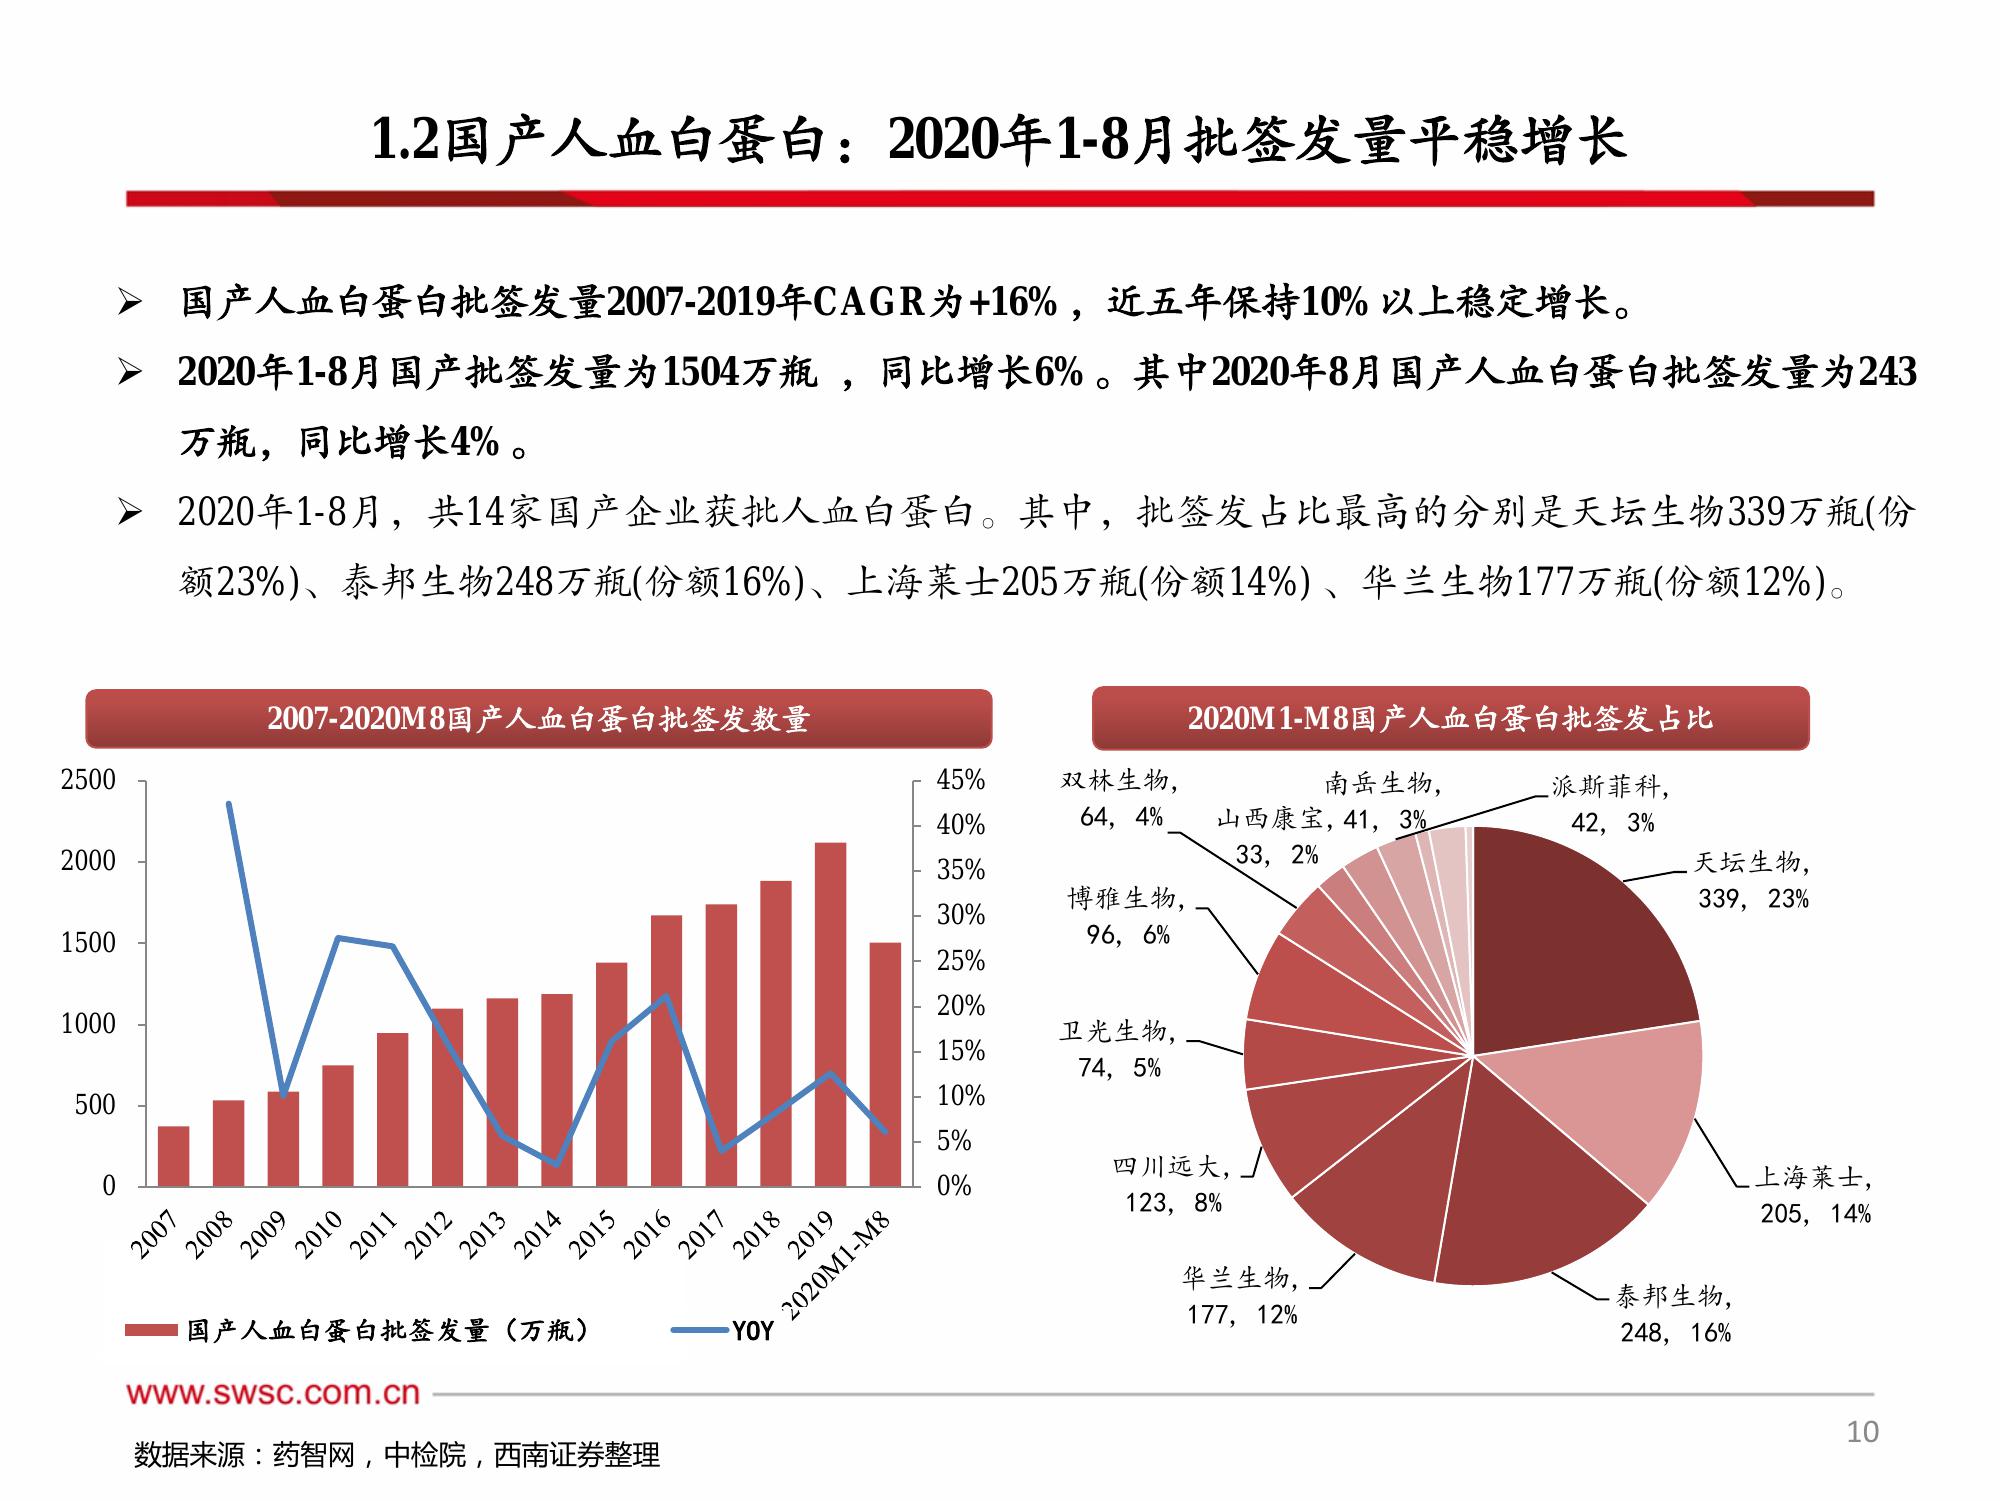 1.2国产人血白蛋白：2020年1-8月批签发量平稳增长
国产人血白蛋白批签发量2007-2019年CAGR为+16% ，近五年保持10% 以上稳定增长。
2020年1-8月国产批签发量为1504万瓶 ，同比增长6% 。其中2020年8月国产人血白蛋白批签发量为243
万瓶，同比增长4% 。
2020年1-8月，共14家国产企业获批人血白蛋白。其中，批签发占比最高的分别是天坛生物339万瓶(份
额23%)、泰邦生物248万瓶(份额16%)、上海莱士205万瓶(份额14%) 、华兰生物177万瓶(份额12%)。
2007-2020M8国产人血白蛋白批签发数量
2500
2000
1500
1000
500
0
45%
40%
35%
30%
25%
20%
15%
10%
5%
0%
2007
2008
2009
2010
2011
2012
2013
2014
2015
2016
2017
2018
2019
2020M1-M8
国产人血白蛋白批签发量（万瓶）
YOY
2020M1-M8国产人血白蛋白批签发占比
双林生物,
64, 4%
南岳生物,
41, 3%
山西康宝,
33, 2%
派斯菲科,
42, 3%
天坛生物,
339, 23%
博雅生物,
96, 6%
卫光生物,
74, 5%
四川远大,
123, 8%
上海莱士,
205, 14%
华兰生物,
177, 12%
泰邦生物,
248, 16%
www.swsc.com.cn
数据来源：药智网，中检院，西南证券整理
10